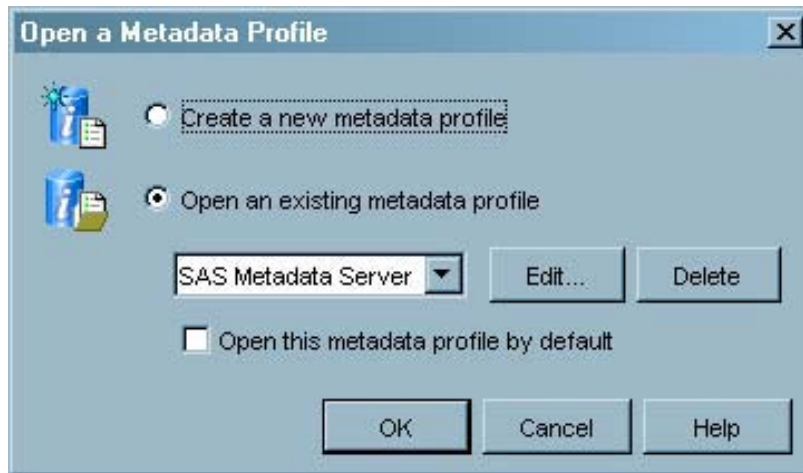 Open a Metadata Profile
Create a new metadata profile
Open an existing metadata profile
SAS Metadata Server
Edit...
Delete
Open this metadata profile by default
OK
Cancel
Help